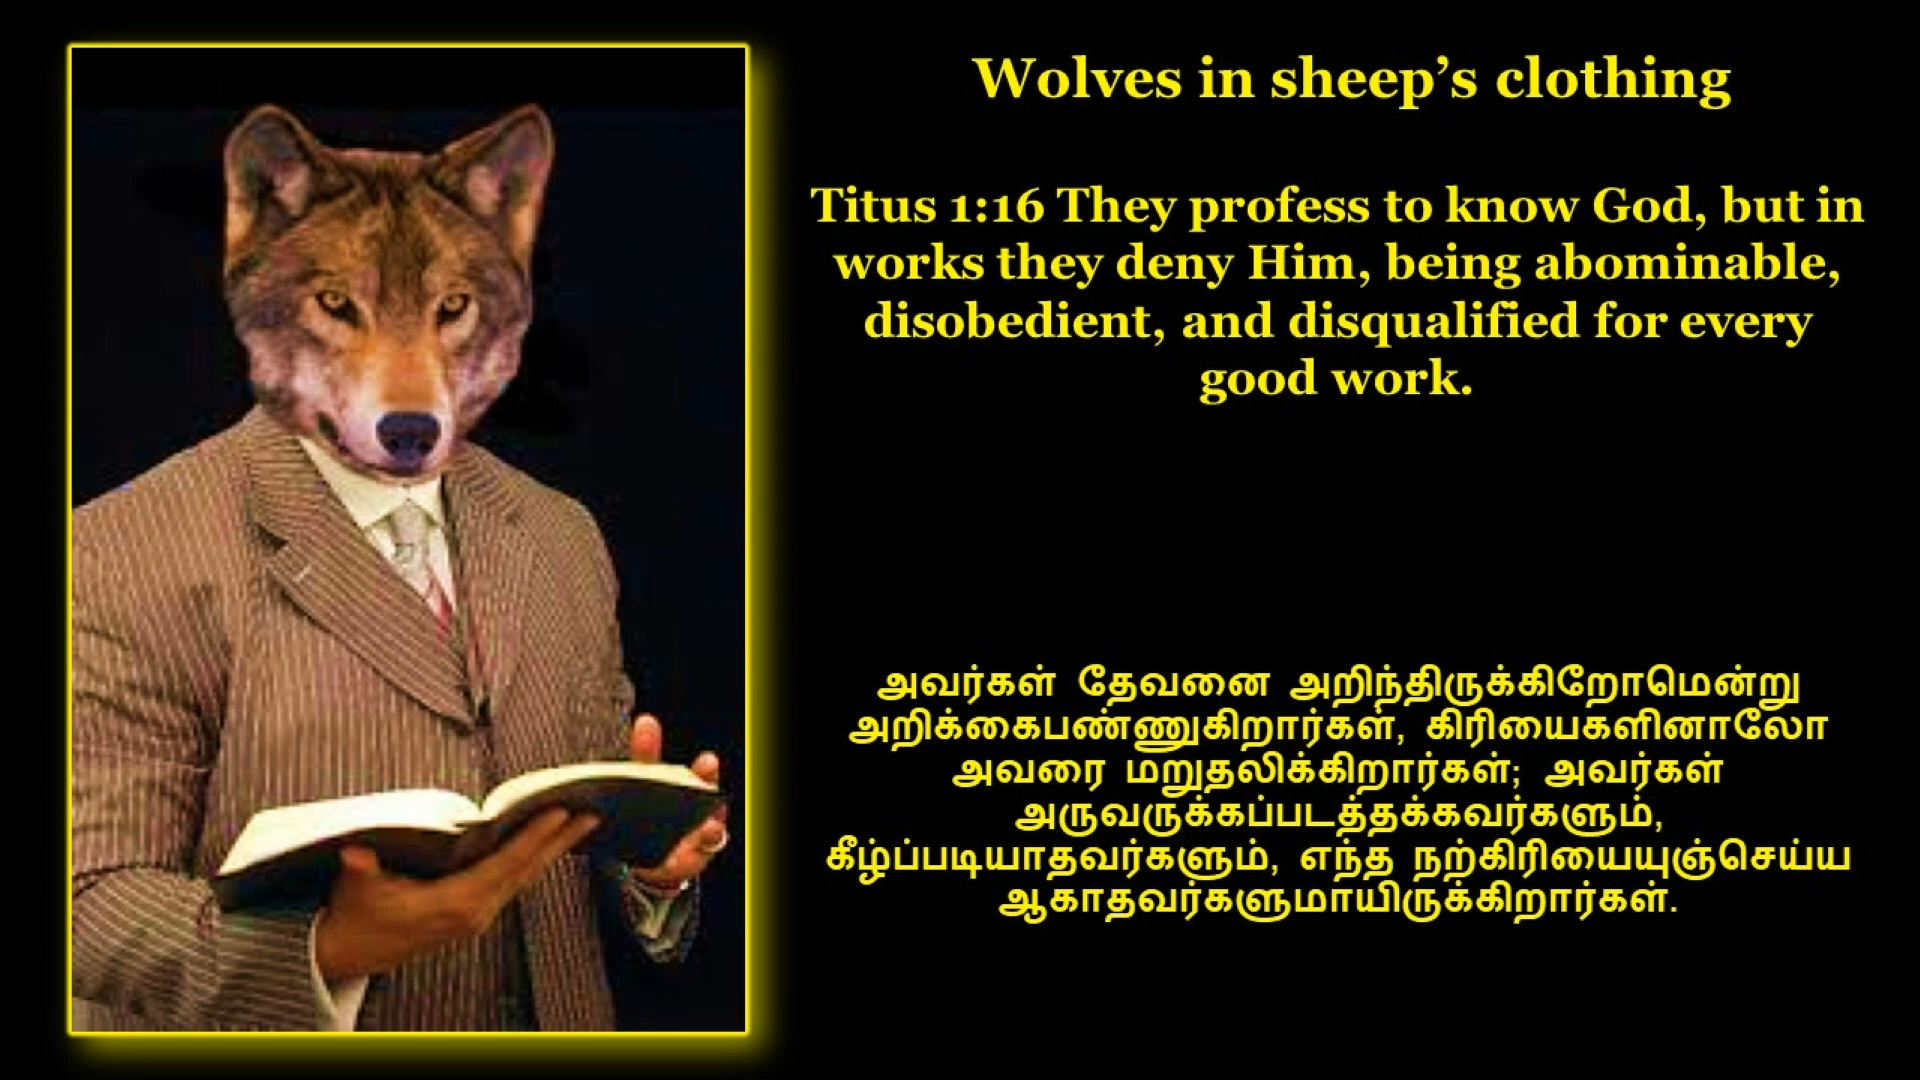 Wolves in sheep’s clothing
Titus 1:16 They profess to know God, but in
works they deny Him, being abominable,
disobedient, and disqualified for every
good work.
அவர்கள் தேவனை அறிந்திருக்கிறோமென்று
அறிக்கைபண்ணுகிறார்கள், கிரியைகளினாலோ
அவரை மறுதலிக்கிறார்கள்; அவர்கள்
அருவருக்கப்படத்தக்கவர்களும்,
கீழ்ப்படியாதவர்களும், எந்த நற்கிரியையுஞ்செய்ய
ஆகாதவர்களுமாயிருக்கிறார்கள்.